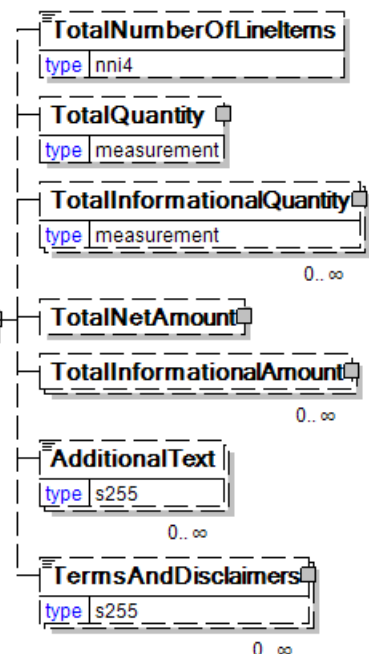 TotalNumberOfLineItems
type nni4
TotalQuantity
type measurement
TotalInformationalQuantity
type measurement
0.. ∞
TotalNetAmount
TotalInformationalAmount
0.. ∞
AdditionalText
type s255
0.. ∞
TermsAndDisclaimers
type s255
0.. ∞